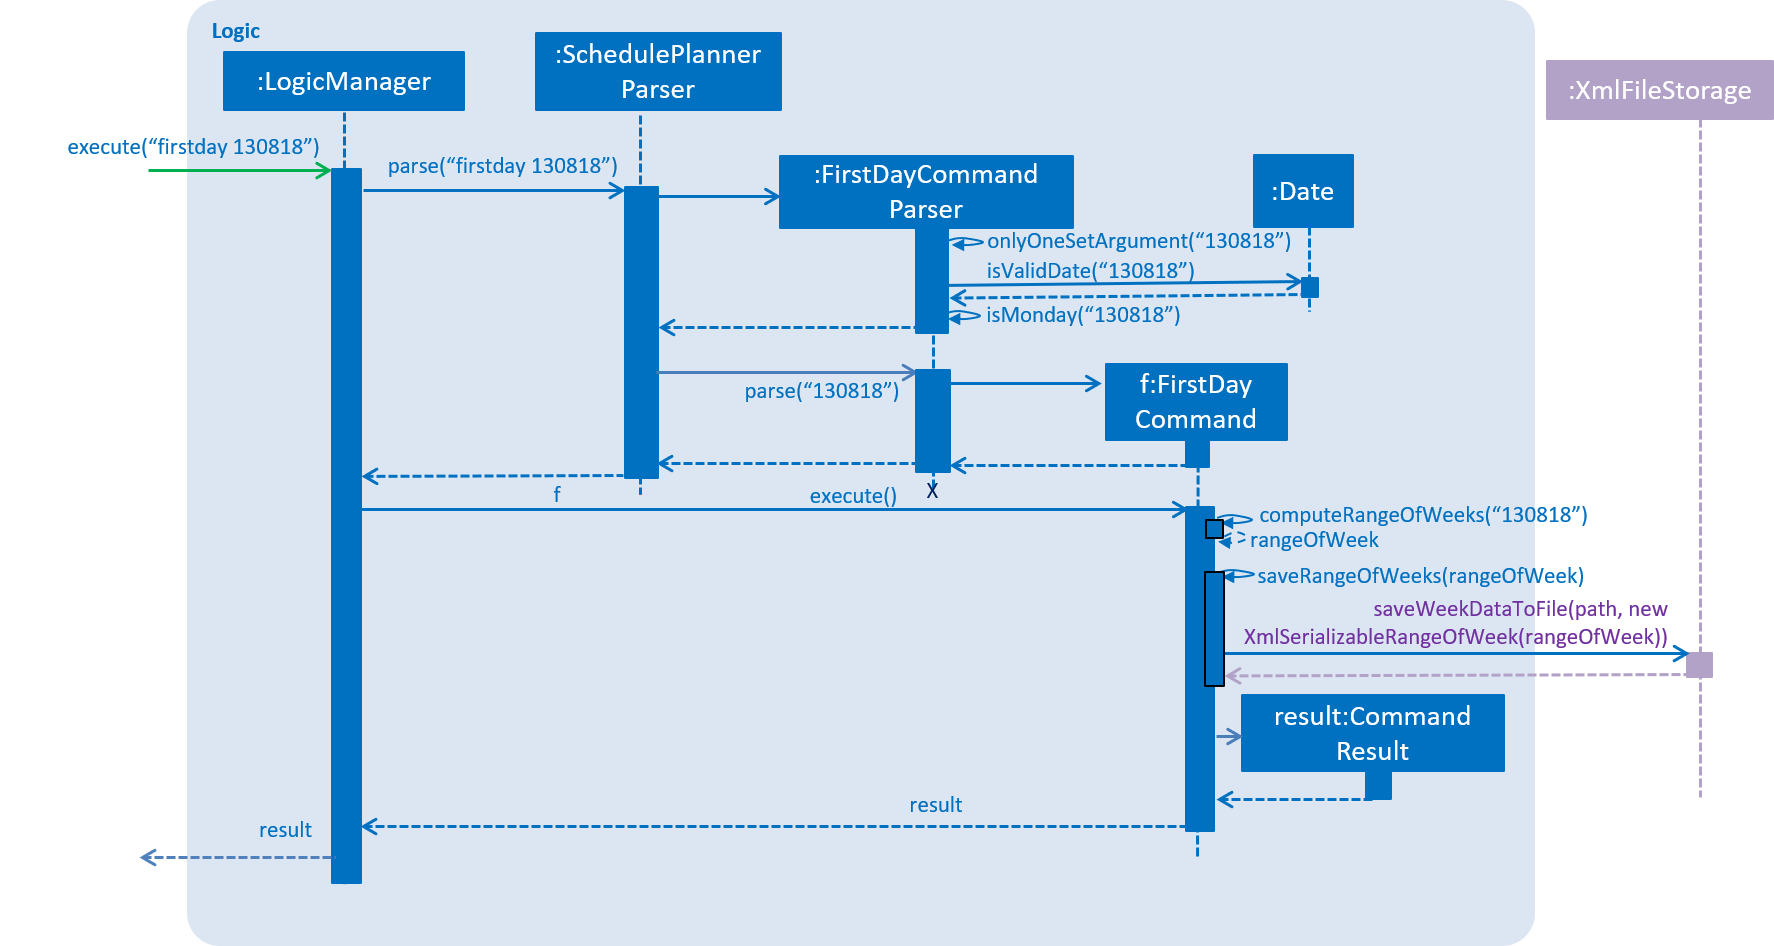 Logic
:LogicManager
:SchedulePlanner
Parser
:XmlFileStorage
execute(“firstday 130818”)
parse(“firstday 130818”)
:FirstDayCommand
Parser
:Date
onlyOneSetArgument(“130818”)
isValidDate(“130818”)
isMonday(“130818”)
parse(“130818”)
f:FirstDay
Command
X
f
execute()
computeRangeOfWeeks(“130818”)
rangeOfWeek
saveRangeOfWeeks(rangeOfWeek)
saveWeekDataToFile(path, new
XmlSerializableRangeOfWeek(rangeOfWeek))
result:Command
Result
result
result